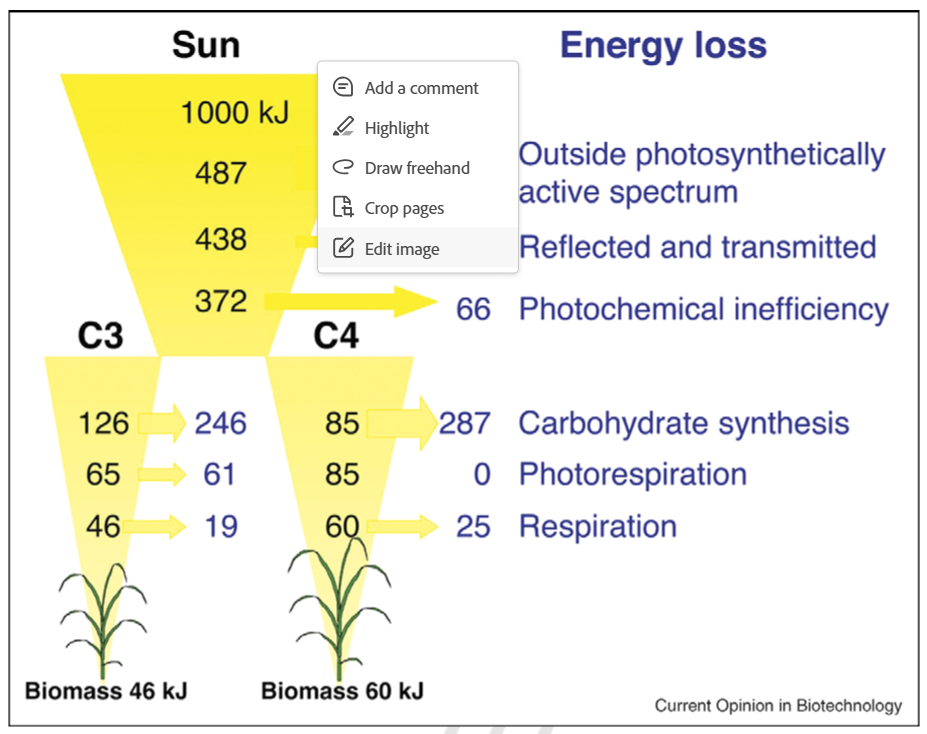 Sun
Energy loss
1000 kJ
Add a comment
Highlight
Draw freehand
Crop pages
Edit image
487
Outside photosynthetically
active spectrum
438
Reflected and transmitted
372
66 Photochemical inefficiency
C3
C4
126 246 85 287 Carbohydrate synthesis
65 61 85 0 Photorespiration
46 19 60 25 Respiration
Biomass 46 kJ
Biomass 60 kJ
Current Opinion in Biotechnology